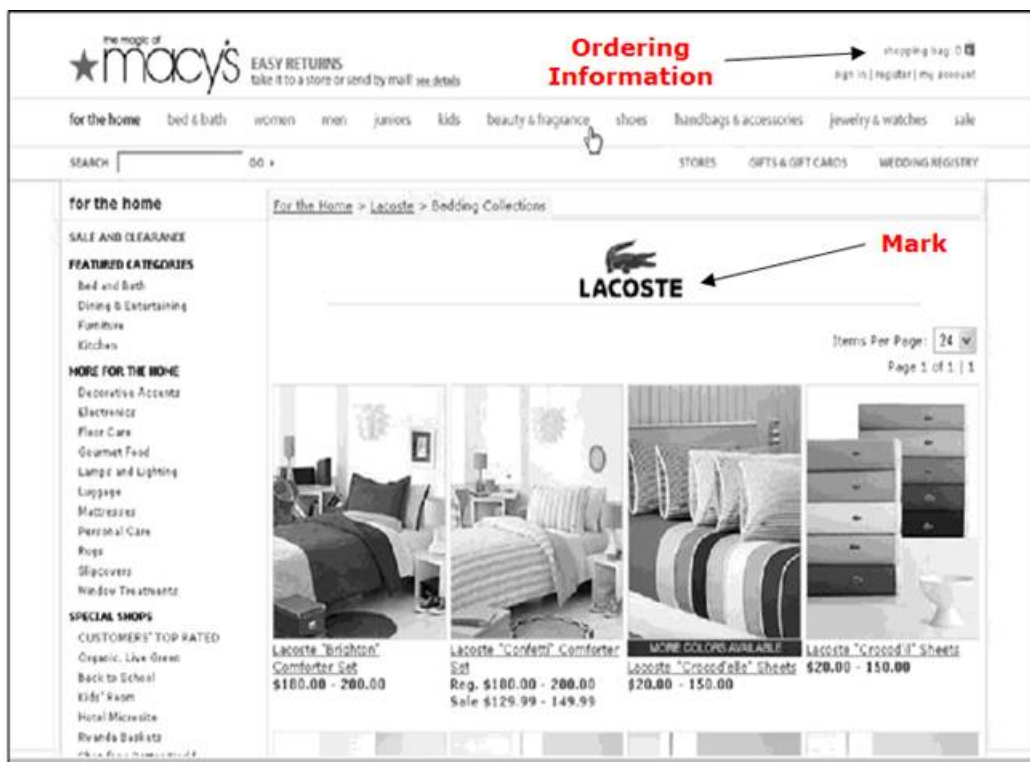 the magic of
macy's
EASY RETURNS
take it to a store or send by mail! see details
Ordering
Information
shopping bag: 0
sign in | register | my account
for the home bed & bath women men juniors kids beauty & fragrance shoes handbags & accessories jewelry & watches sale
SEARCH GO STORES GIFTS & GIFT CARDS WEDDING REGISTRY
for the home
For the Home > Lacoste > Bedding Collections
SALE AND CLEARANCE
FEATURED CATEGORIES
Bed and Bath
Dining & Entertaining
Furniture
Kitchen
MORE FOR THE HOME
Decorative Accents
Electronics
Floor Care
Gourmet Food
Lamps and Lighting
Luggage
Mattresses
Personal Care
Rugs
Slipcovers
Window Treatments
SPECIAL SHOPS
CUSTOMERS' TOP RATED
Organic. Live Green
Back to School
Kids' Room
Hotel Microsite
Rwanda Baskets
Mark
LACOSTE
Items Per Page: 24
Page 1 of 1 | 1
Lacoste "Brighton"
Comforter Set
$180.00 - 200.00
Lacoste "Confetti" Comforter
Set
Reg. $180.00 - 200.00
Sale $129.99 - 149.99
MORE COLORS AVAILABLE
Lacoste "Crocod'elle" Sheets
$20.00 - 150.00
Lacoste "Crocod'il" Sheets
$20.00 - 150.00